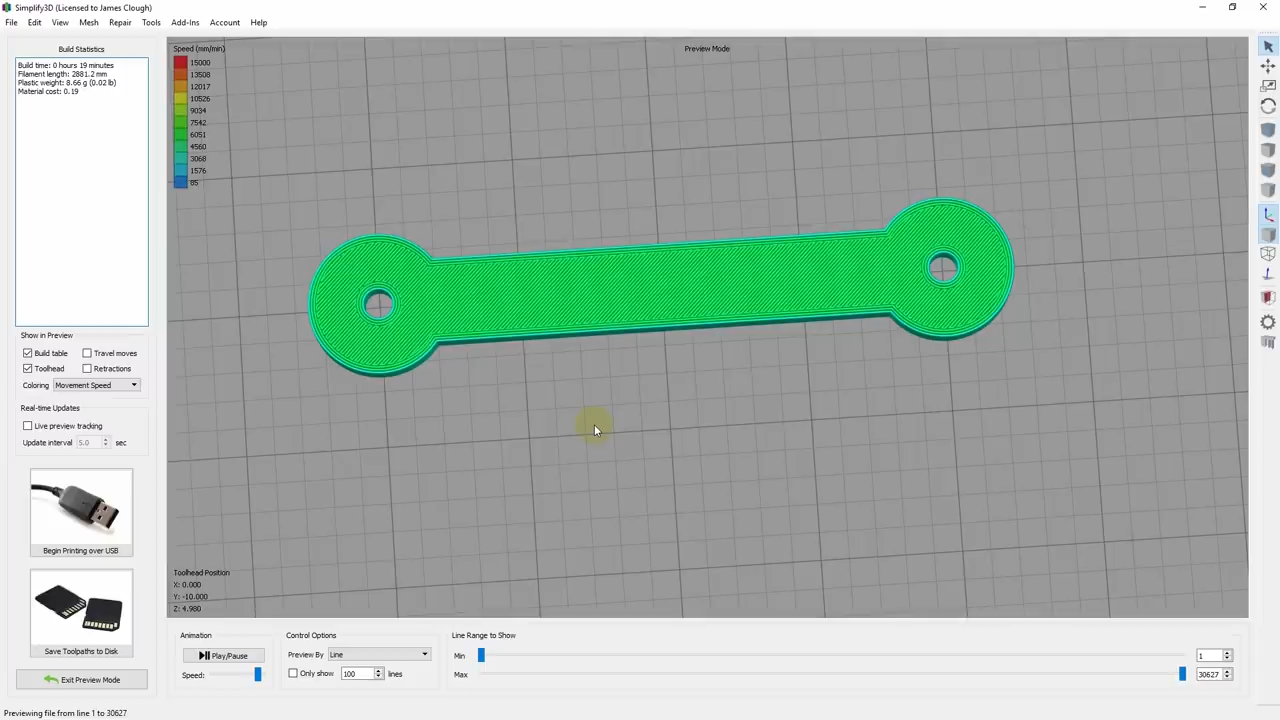 Simplify3D (Licensed to James Clough)
File Edit View Mesh Repair Tools Add-Ins Account Help
Build Statistics
Build time: 0 hours 19 minutes
Filament length: 2881.2 mm
Plastic weight: 8.66 g (0.02 lb)
Material cost: 0.19
Show in Preview
Build table Travel moves
Toolhead Retractions
Coloring Movement Speed
Real-time Updates
Live preview tracking
Update interval 5.0 sec
Begin Printing over USB
Save Toolpaths to Disk
Exit Preview Mode
Speed (mm/min)
15000
13508
12017
10526
9034
7542
6051
4560
3068
1576
85
Preview Mode
Toolhead Position
X: 0.000
Y: -10.000
Z: 4.980
Animation
Play/Pause
Speed:
Control Options
Preview By Line
Only show 100 lines
Line Range to Show
Min 1
Max 30627
Previewing file from line 1 to 30627